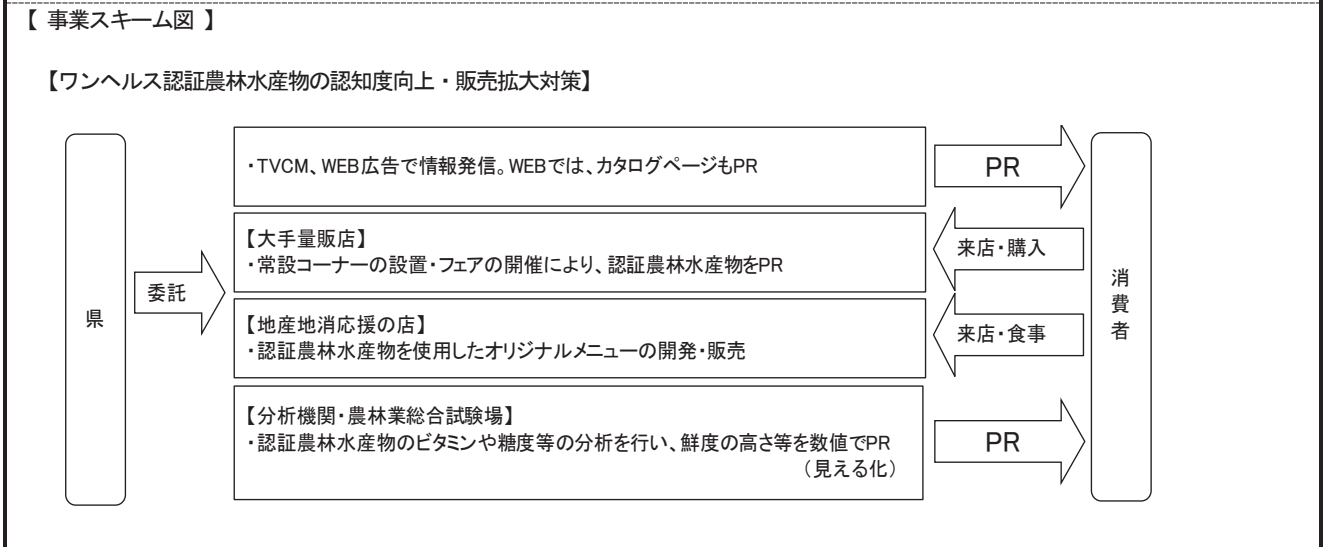 【 事業スキーム図 】
【ワンヘルス認証農林水産物の認知度向上・販売拡大対策】
県
委託
・TVCM、WEB広告で情報発信。WEBでは、カタログページもPR
PR
【大手量販店】
・常設コーナーの設置・フェアの開催により、認証農林水産物をPR
来店・購入
【地産地消応援の店】
・認証農林水産物を使用したオリジナルメニューの開発・販売
来店・食事
【分析機関・農林業総合試験場】
・認証農林水産物のビタミンや糖度等の分析を行い、鮮度の高さ等を数値でPR
（見える化）
PR
消費者